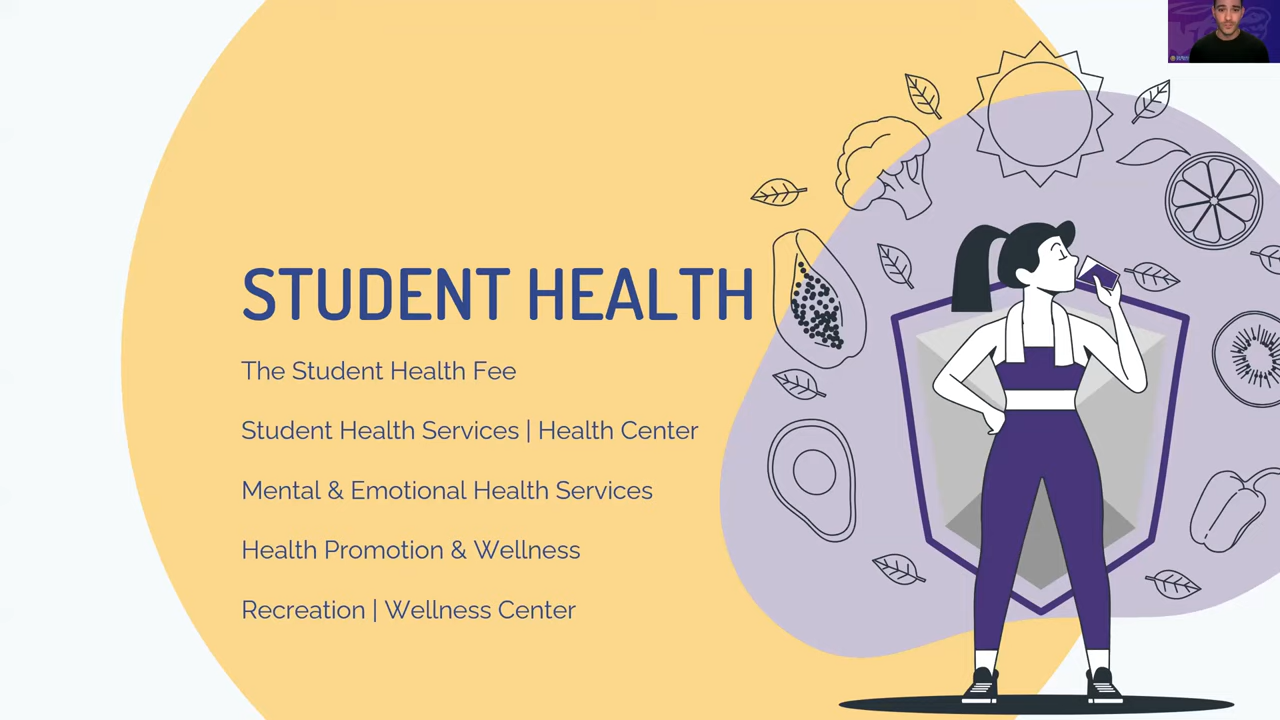 STUDENT HEALTH
The Student Health Fee
Student Health Services | Health Center
Mental & Emotional Health Services
Health Promotion & Wellness
Recreation | Wellness Center